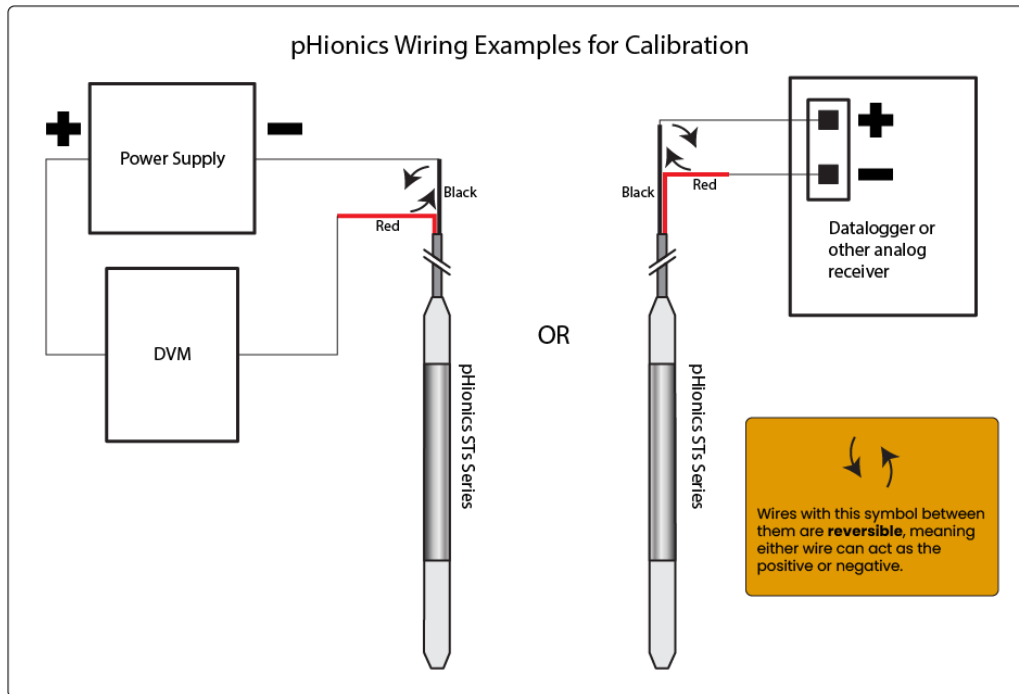 pHionics Wiring Examples for Calibration
+
Power Supply
−
Black
Red
DVM
pHionics STs Series
OR
+
−
Black
Red
Datalogger or
other analog
receiver
pHionics STs Series
Wires with this symbol between
them are reversible, meaning
either wire can act as the
positive or negative.